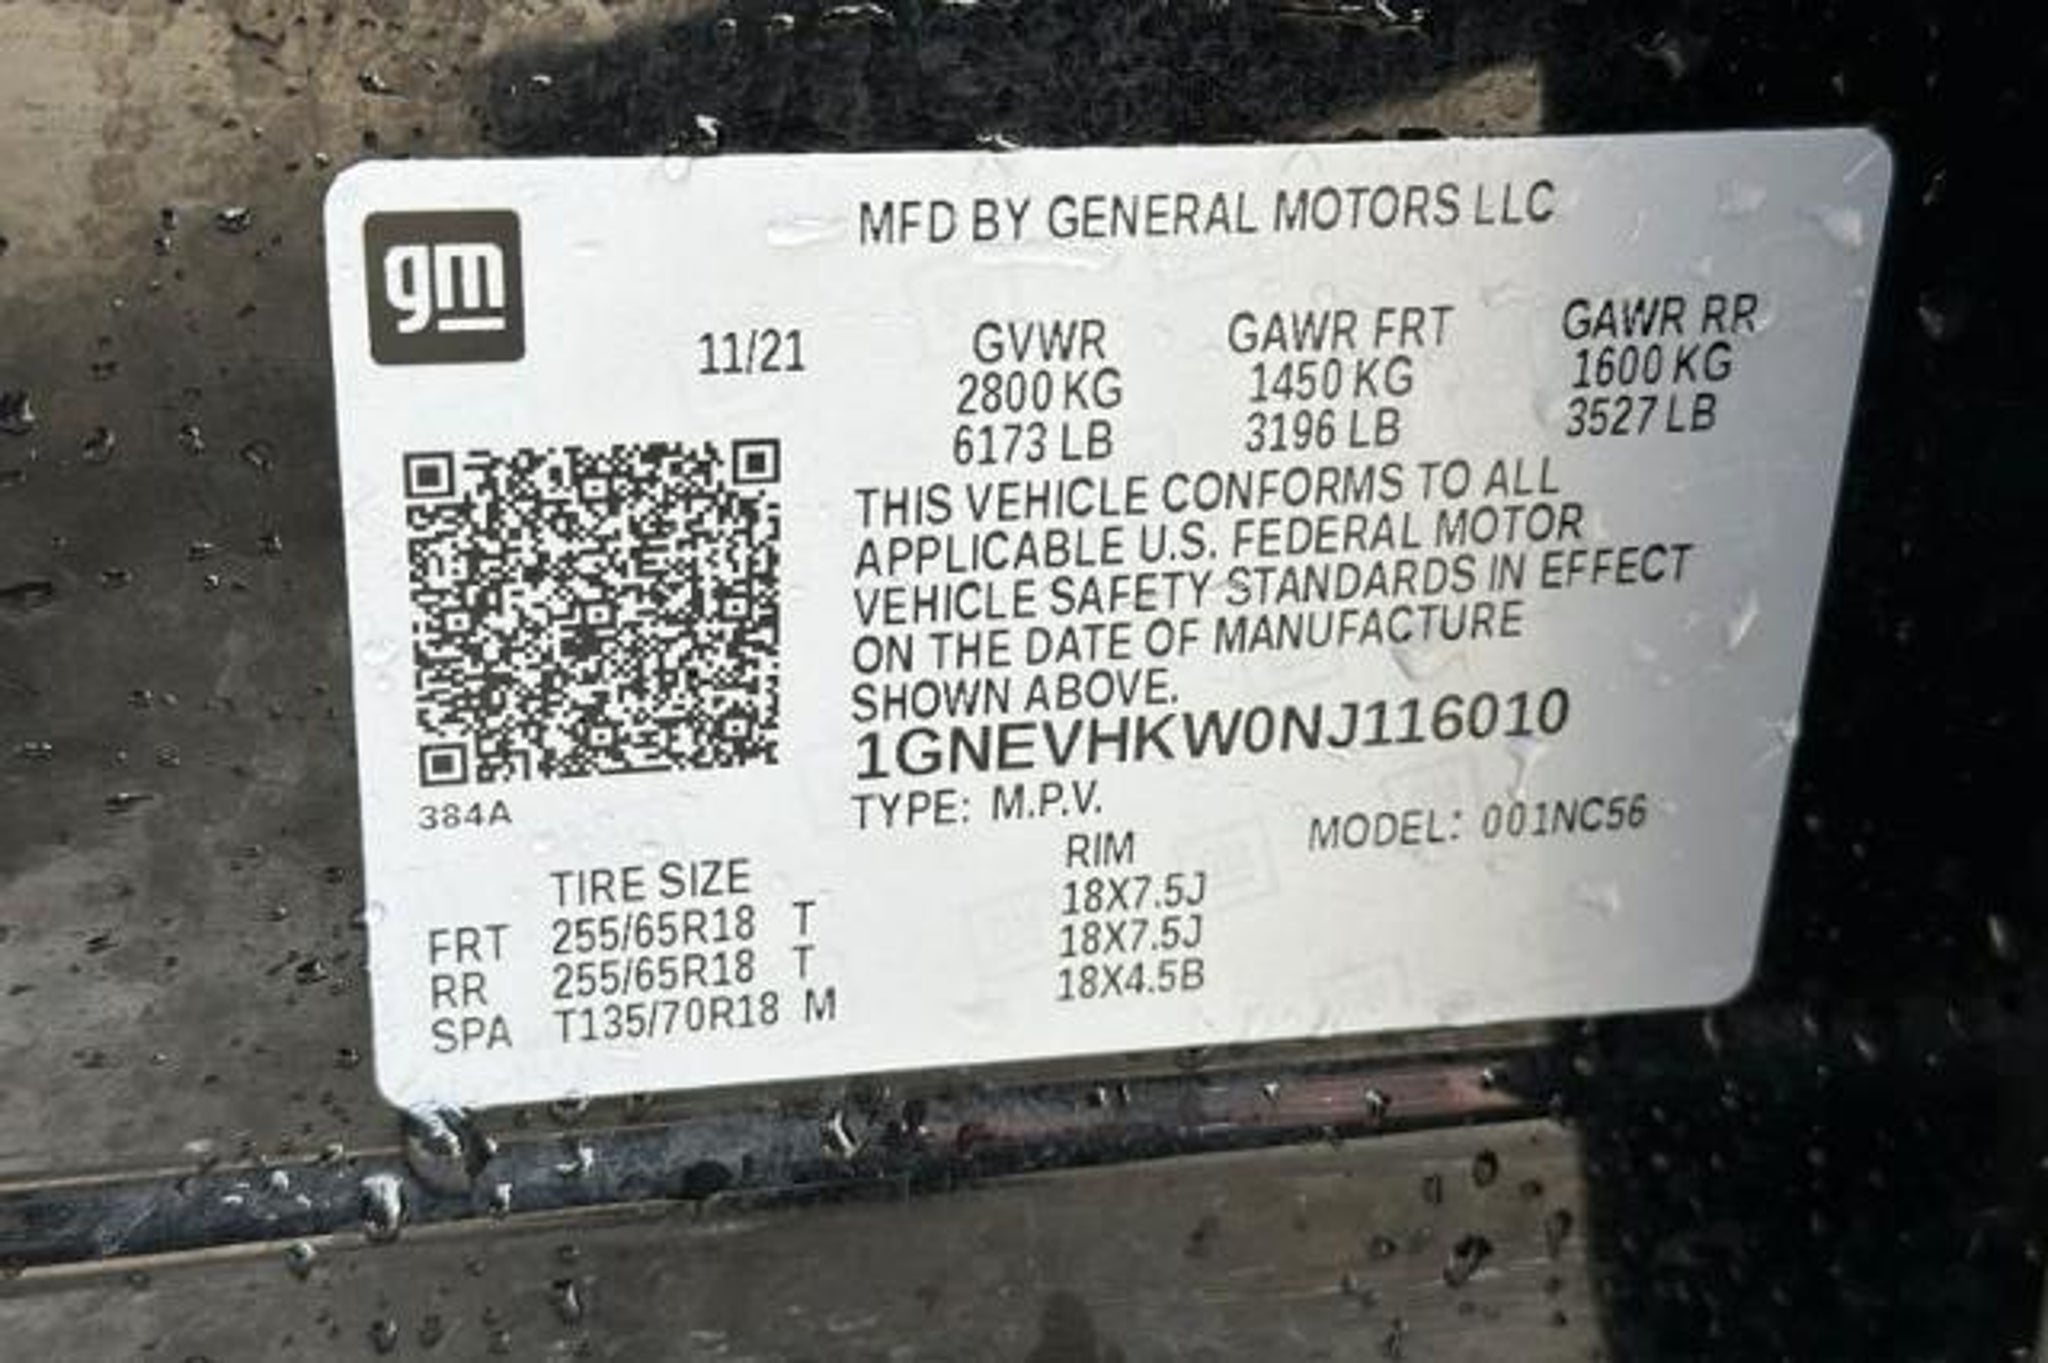 gm
MFD BY GENERAL MOTORS LLC
11/21
GVWR GAWR FRT GAWR RR
2800 KG 1450 KG 1600 KG
6173 LB 3196 LB 3527 LB
THIS VEHICLE CONFORMS TO ALL
APPLICABLE U.S. FEDERAL MOTOR
VEHICLE SAFETY STANDARDS IN EFFECT
ON THE DATE OF MANUFACTURE
SHOWN ABOVE.
1GNEVHKW0NJ116010
384A
TYPE: M.P.V. MODEL: 001NC56
TIRE SIZE RIM
FRT 255/65R18 T 18X7.5J
RR 255/65R18 T 18X7.5J
SPA T135/70R18 M 18X4.5B